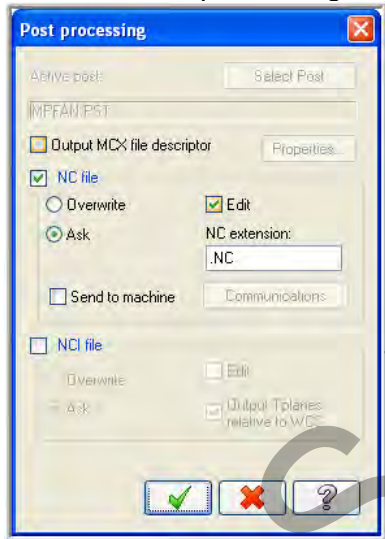 Post processing
Active post: Select Post
MPFAN.PST
Output MCX file descriptor Properties...
NC file
Overwrite Edit
Ask NC extension:
.NC
Send to machine Communications
NCI file
Overwrite Edit
Ask Output Tplanes
relative to WCS